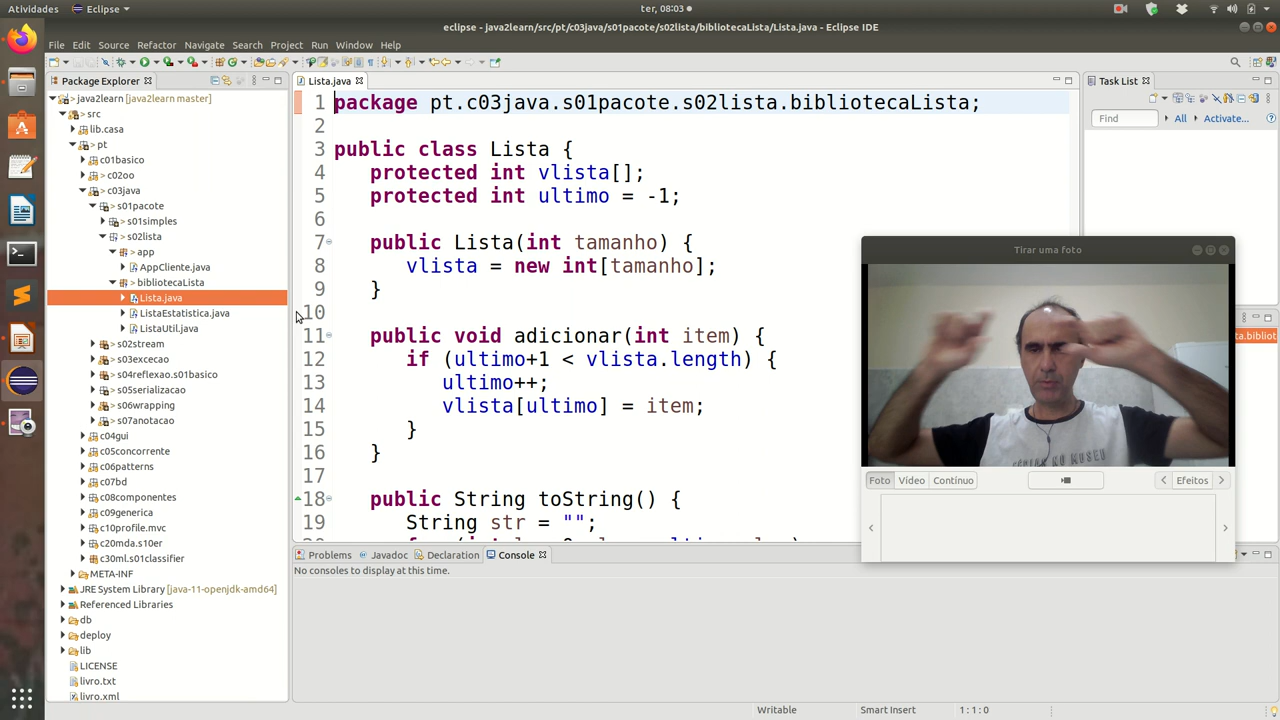 Atividades
Eclipse
ter, 08:03
eclipse - java2learn/src/pt/c03java/s01pacote/s02lista/bibliotecaLista/Lista.java - Eclipse IDE
File Edit Source Refactor Navigate Search Project Run Window Help
Package Explorer
java2learn [java2learn master]
src
lib.casa
pt
c01basico
c02oo
c03java
s01pacote
s01simples
s02lista
app
AppCliente.java
bibliotecaLista
Lista.java
ListaEstatistica.java
ListaUtil.java
s02stream
s03excecao
s04reflexao.s01basico
s05serializacao
s06wrapping
s07anotacao
c04gui
c05concorrente
c06patterns
c07bd
c08componentes
c09generica
c10profile.mvc
c20mda.s10er
c30ml.s01classifier
META-INF
JRE System Library [java-11-openjdk-amd64]
Referenced Libraries
db
deploy
lib
LICENSE
livro.txt
livro.xml
Lista.java
1 package pt.c03java.s01pacote.s02lista.bibliotecaLista;
2
3 public class Lista {
4 protected int vlista[];
5 protected int ultimo = -1;
6
7 public Lista(int tamanho) {
8 vlista = new int[tamanho];
9 }
10
11 public void adicionar(int item) {
12 if (ultimo+1 < vlista.length) {
13 ultimo++;
14 vlista[ultimo] = item;
15 }
16 }
17
18 public String toString() {
19 String str = "";
Task List
Find All Activate...
?
.bibliot
Tirar uma foto
Foto Vídeo Contínuo Efeitos
Problems Javadoc Declaration Console
No consoles to display at this time.
Writable Smart Insert 1 : 1 : 0